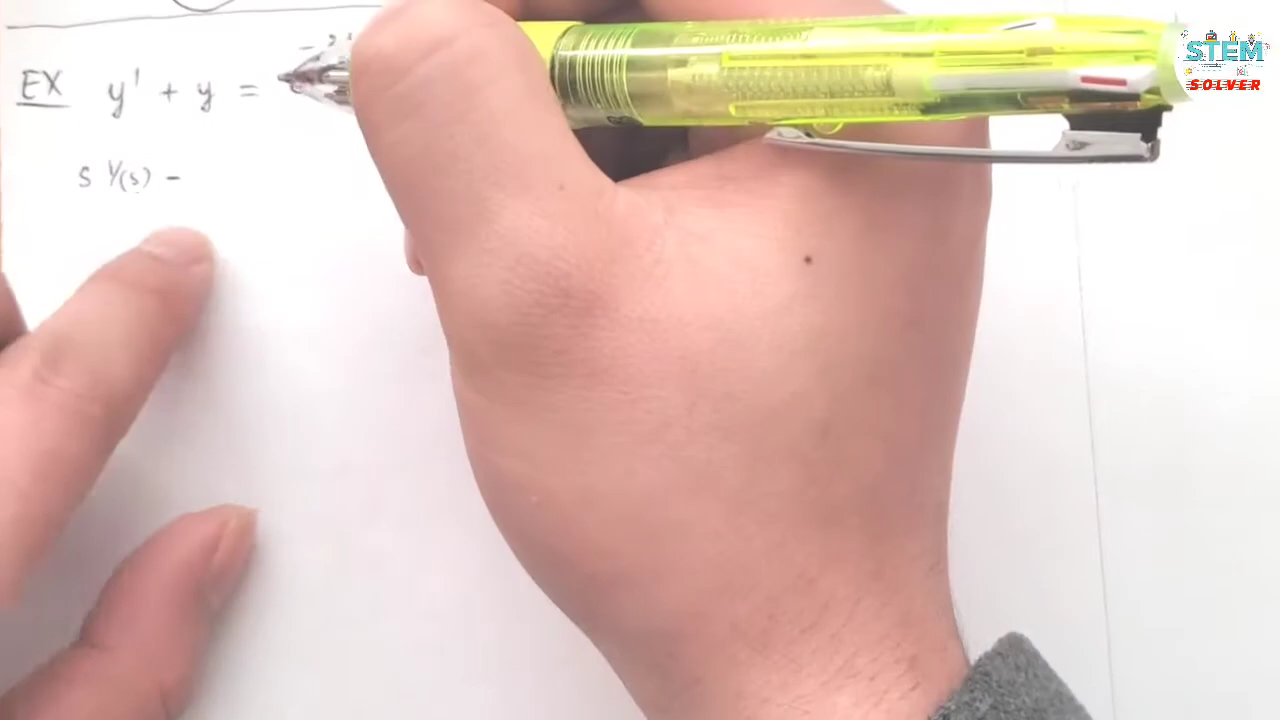 EX y' + y =
s Y(s) -
STEM
SOLVER